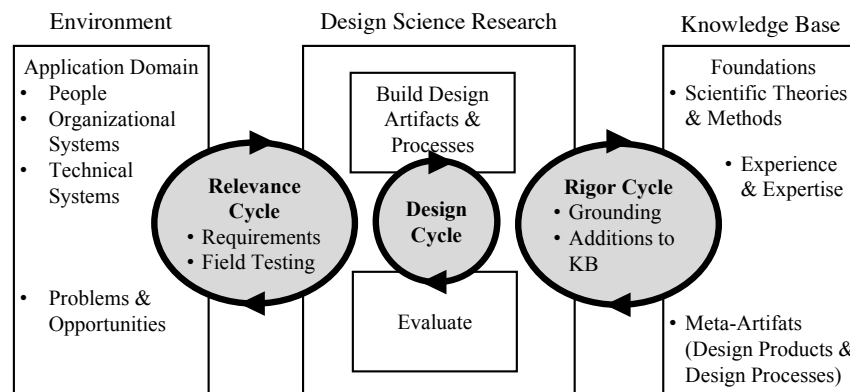 Environment
Design Science Research
Knowledge Base
Application Domain
• People
• Organizational
Systems
• Technical
Systems
• Problems &
Opportunities
Relevance
Cycle
• Requirements
• Field Testing
Build Design
Artifacts &
Processes
Design
Cycle
Evaluate
Rigor Cycle
• Grounding
• Additions to
KB
Foundations
• Scientific Theories
& Methods
• Experience
& Expertise
• Meta-Artifats
(Design Products &
Design Processes)